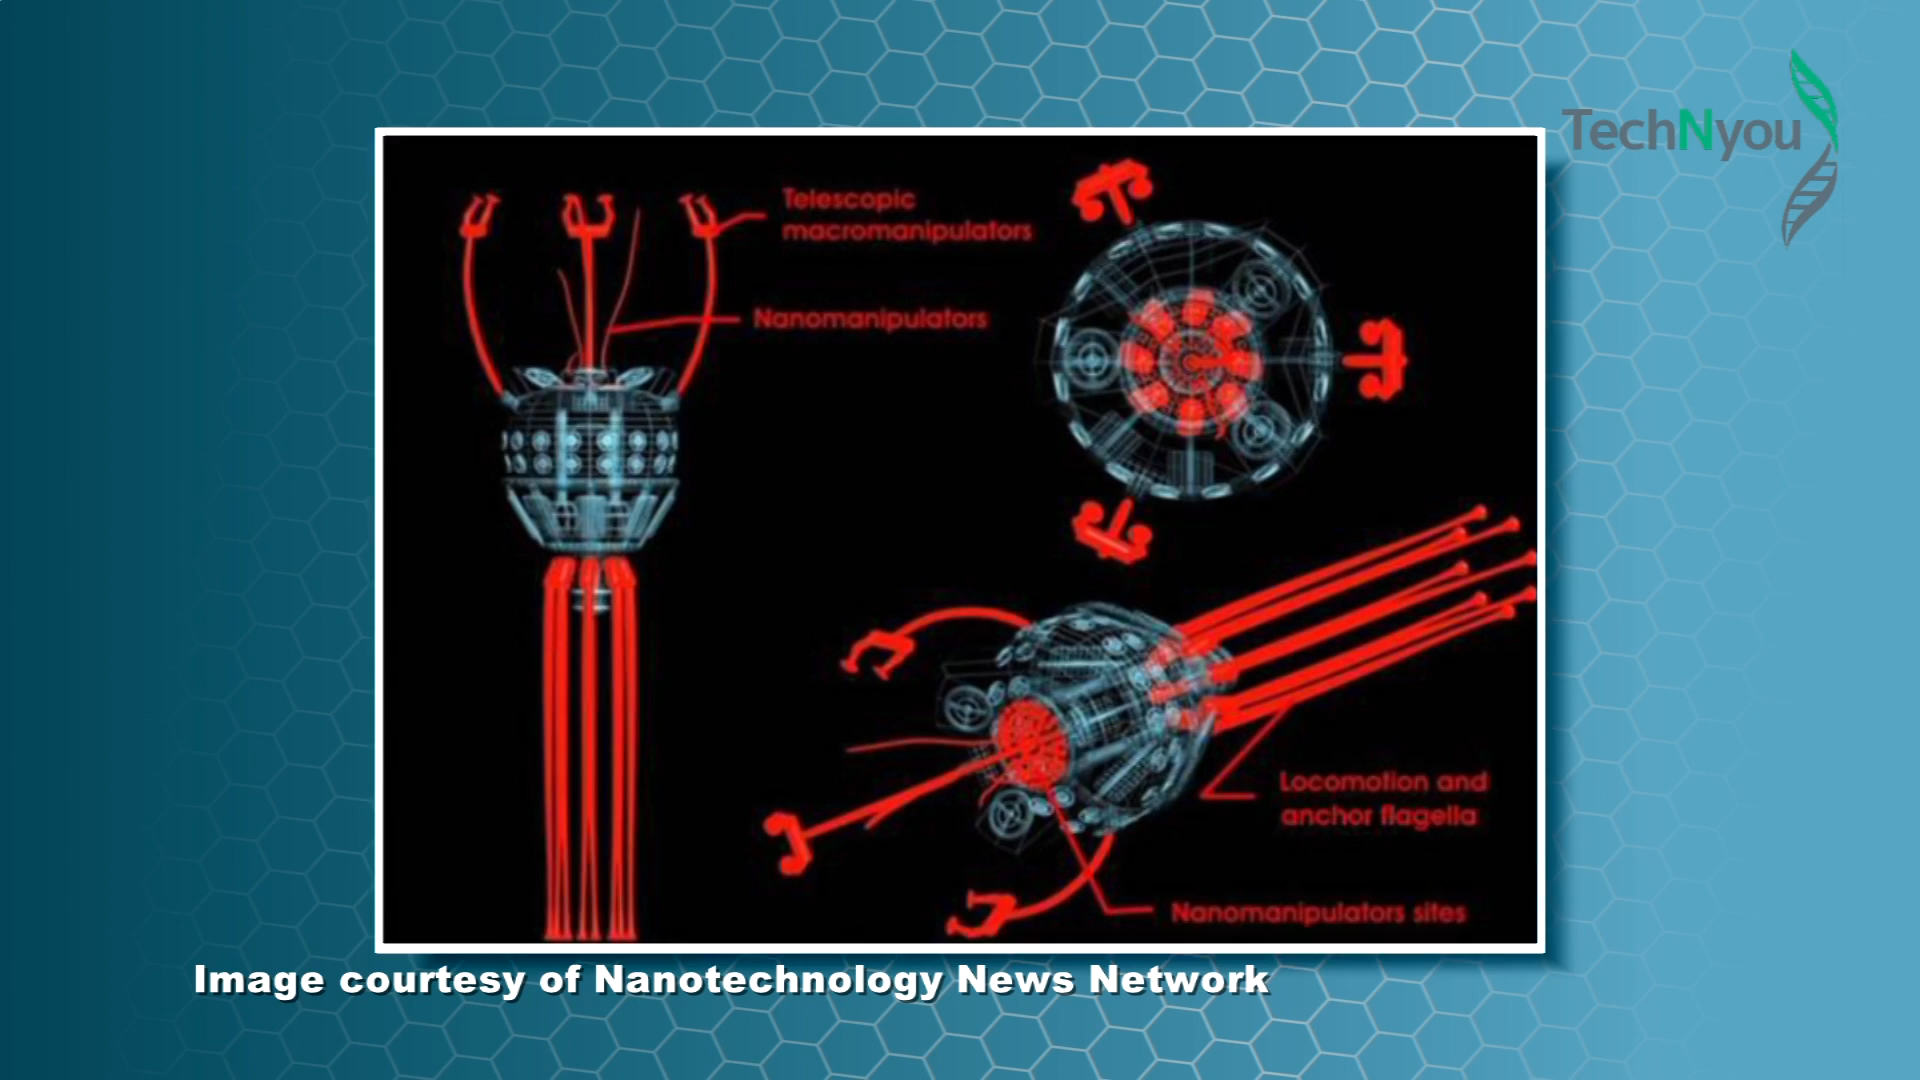 TechNyou
Telescopic
macromanipulators
Nanomanipulators
Locomotion and
anchor flagella
Nanomanipulators sites
Image courtesy of Nanotechnology News Network